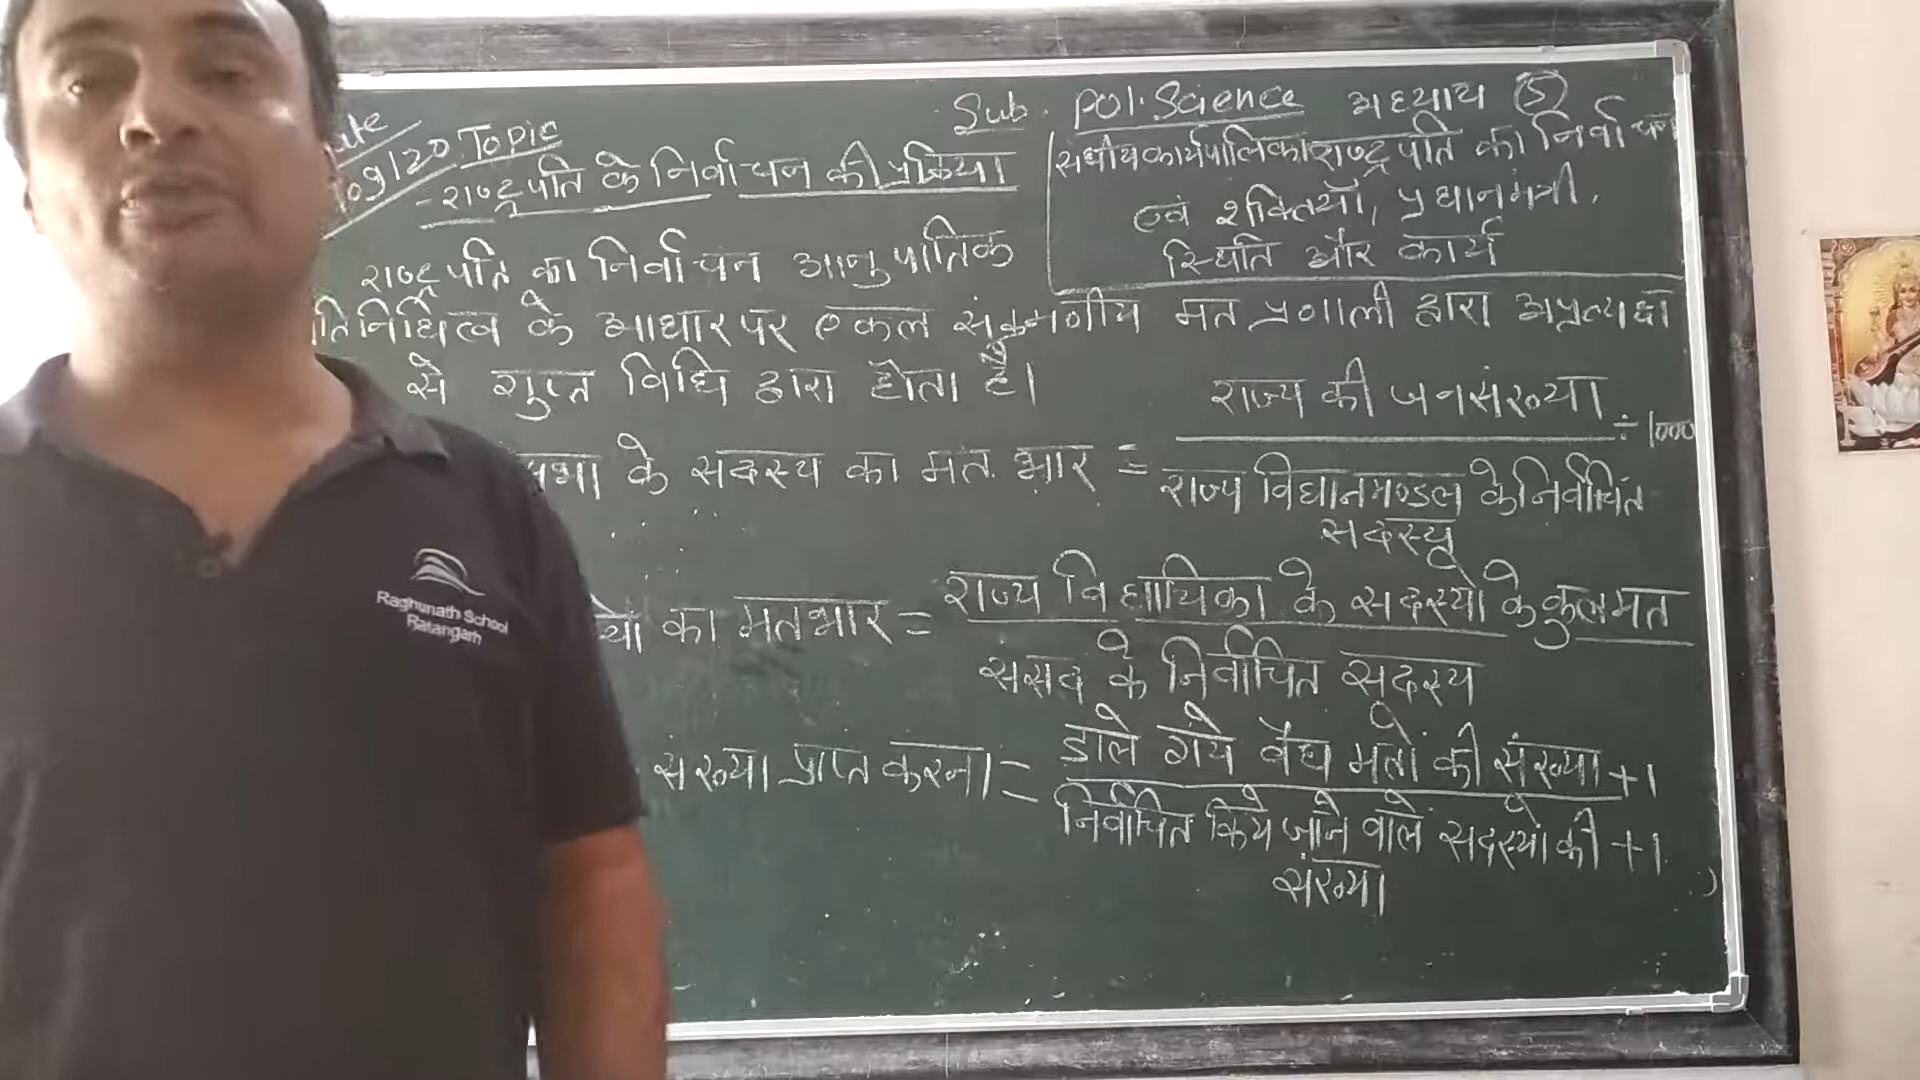 Sub. Pol. Science अध्याय (5)
09/20 Topic
- राष्ट्रपति के निर्वाचन की प्रक्रिया
संघीय कार्यपालिका राष्ट्रपति का निर्वाचन
एवं शक्तियाँ, प्रधानमंत्री,
स्थिति और कार्य
राष्ट्रपति का निर्वाचन आनुपातिक
तिनिधित्व के आधार पर एकल संक्रमणीय मत प्रणाली द्वारा अप्रत्यक्ष
से गुप्त विधि द्वारा होता है।
के सदस्य का मत भार = राज्य की जनसंख्या ÷ 1000
राज्य विधानमण्डल के निर्वाचित
सदस्य
का मतभार = राज्य विधायिका के सदस्यों के कुल मत
संसद के निर्वाचित सदस्य
संख्या प्राप्त करना = डाले गये वैध मतों की संख्या + 1
निर्वाचित किये जाने वाले सदस्यों की + 1
संख्या
Raghunath School
Ratangarh